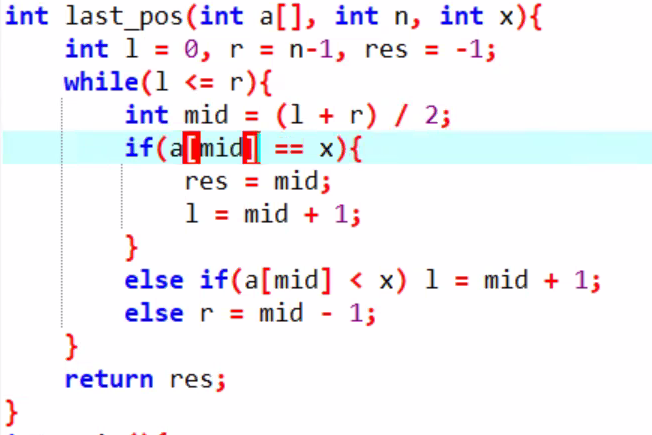 int last_pos(int a[], int n, int x){
    int l = 0, r = n-1, res = -1;
    while(l <= r){
        int mid = (l + r) / 2;
        if(a[mid] == x){
            res = mid;
            l = mid + 1;
        }
        else if(a[mid] < x) l = mid + 1;
        else r = mid - 1;
    }
    return res;
}